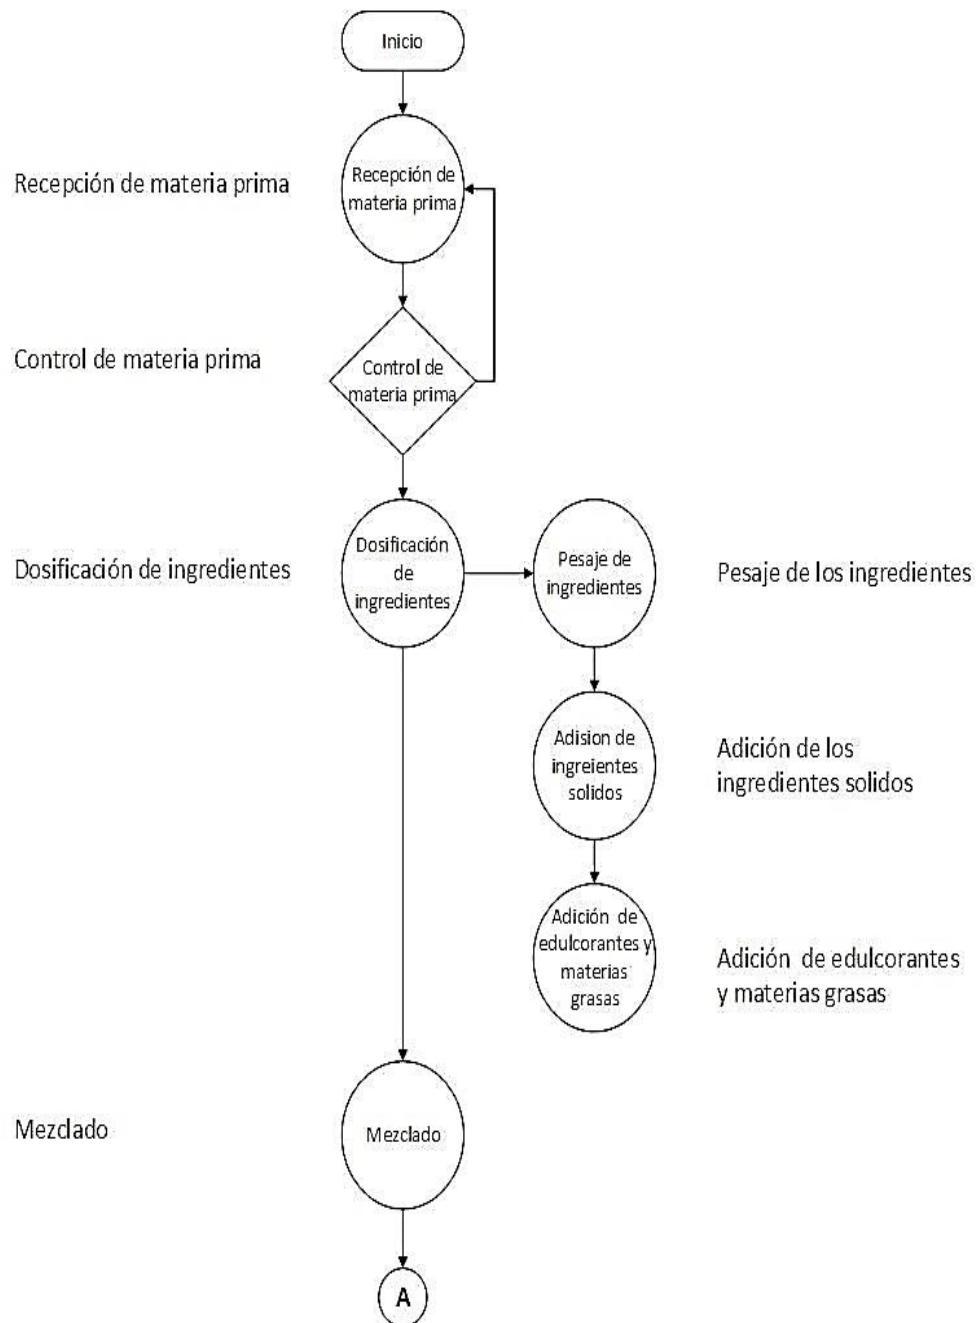 Inicio
Recepción de materia prima
Recepción de
materia prima
Control de materia prima
Control de
materia prima
Dosificación de ingredientes
Dosificación
de
ingredientes
Pesaje de
ingredientes
Pesaje de los ingredientes
Adision de
ingreientes
solidos
Adición de los
ingredientes solidos
Adición de
edulcorantes y
materias
grasas
Adición de edulcorantes
y materias grasas
Mezclado
Mezclado
A